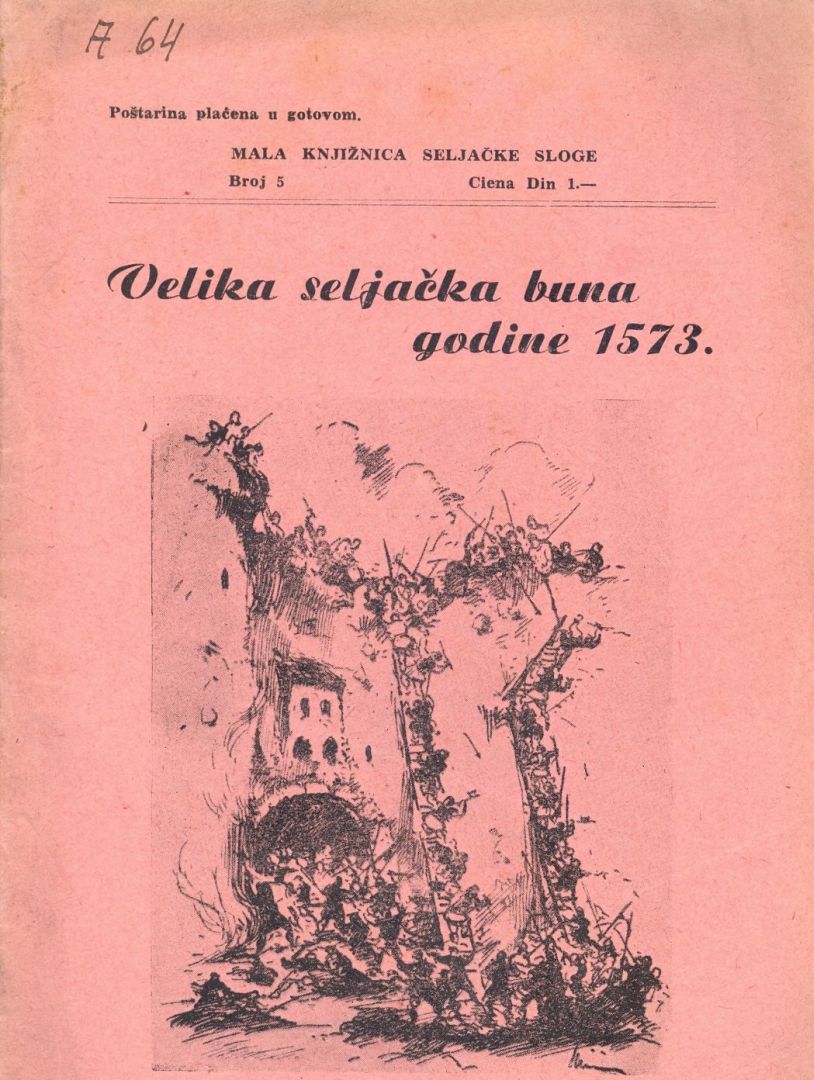 A 64
Poštarina plaćena u gotovom.
MALA KNJIŽNICA SELJAČKE SLOGE
Broj 5 Ciena Din 1.—
Velika seljačka buna
godine 1573.